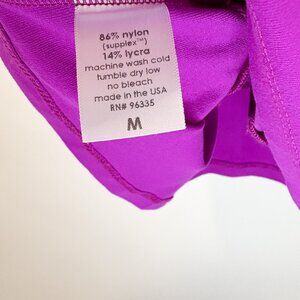 86% nylon
(supplex™)
14% lycra
machine wash cold
tumble dry low
no bleach
made in the USA
RN# 96335
M